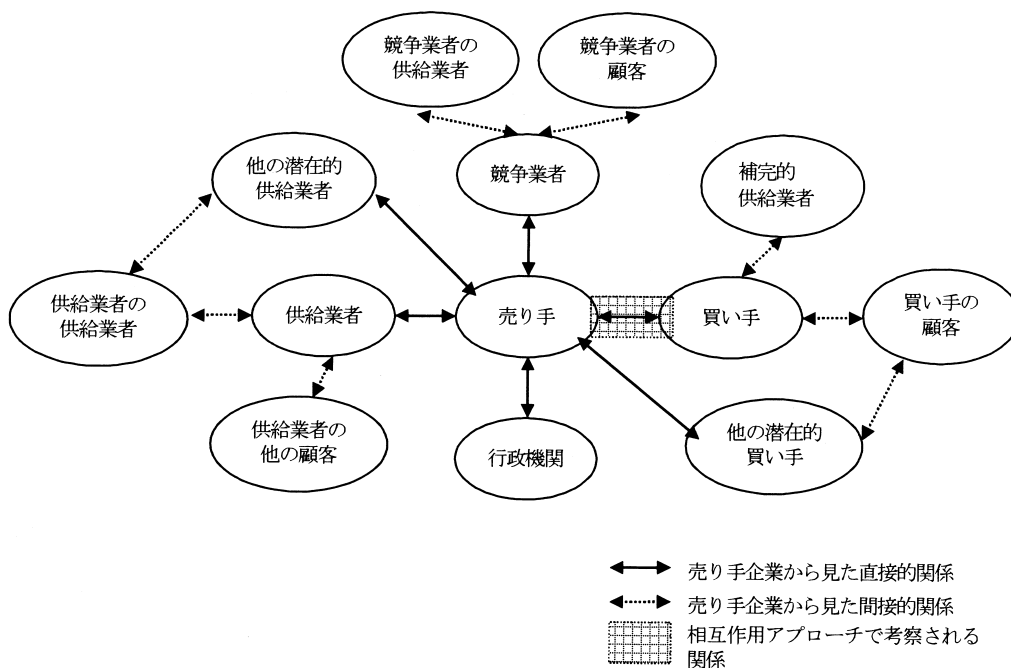 競争業者の
供給業者
競争業者の
顧客
他の潜在的
供給業者
競争業者
補完的
供給業者
供給業者の
供給業者
供給業者
売り手
買い手
買い手の
顧客
供給業者の
他の顧客
行政機関
他の潜在的
買い手
売り手企業から見た直接的関係
売り手企業から見た間接的関係
相互作用アプローチで考察される
関係